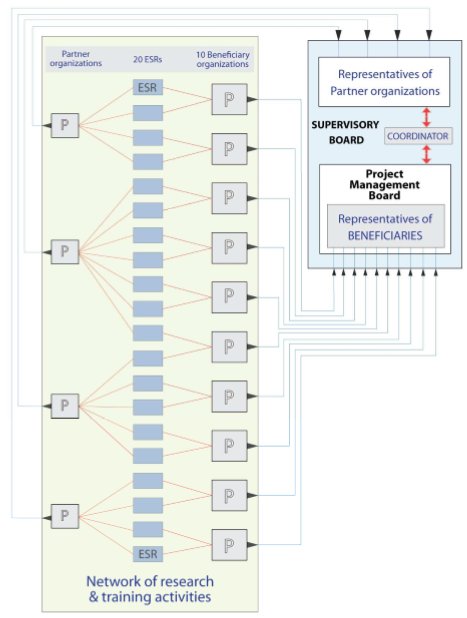 Partner
organizations
20 ESRs
10 Beneficiary
organizations
ESR
P
P
P
P
P
P
P
P
P
P
P
P
P
P
ESR
Network of research
& training activities
Representatives of
Partner organizations
SUPERVISORY
BOARD
COORDINATOR
Project
Management
Board
Representatives of
BENEFICIARIES